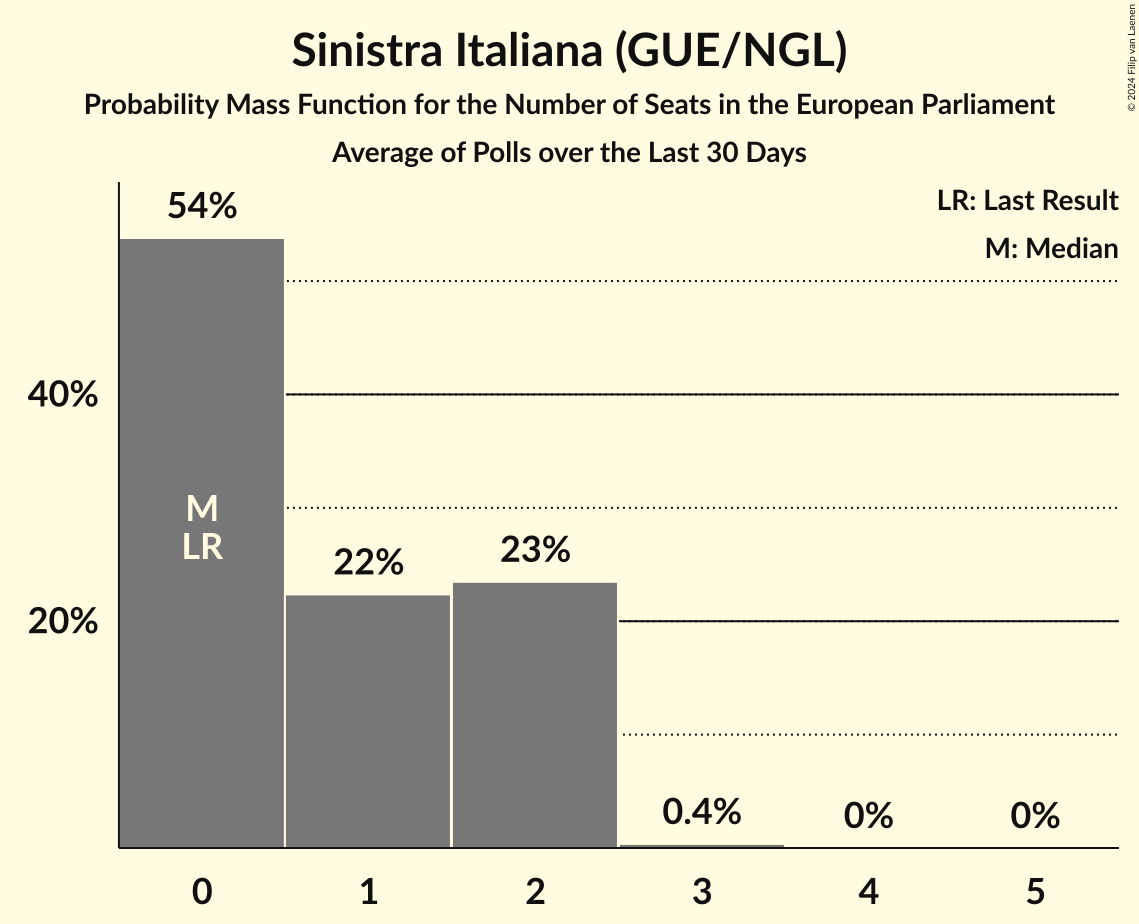 Sinistra Italiana (GUE/NGL)
Probability Mass Function for the Number of Seats in the European Parliament
Average of Polls over the Last 30 Days
© 2024 Filip van Laenen
LR: Last Result
M: Median
54%
40%
M
LR
22%
23%
20%
0.4%
0%
0%
0 1 2 3 4 5